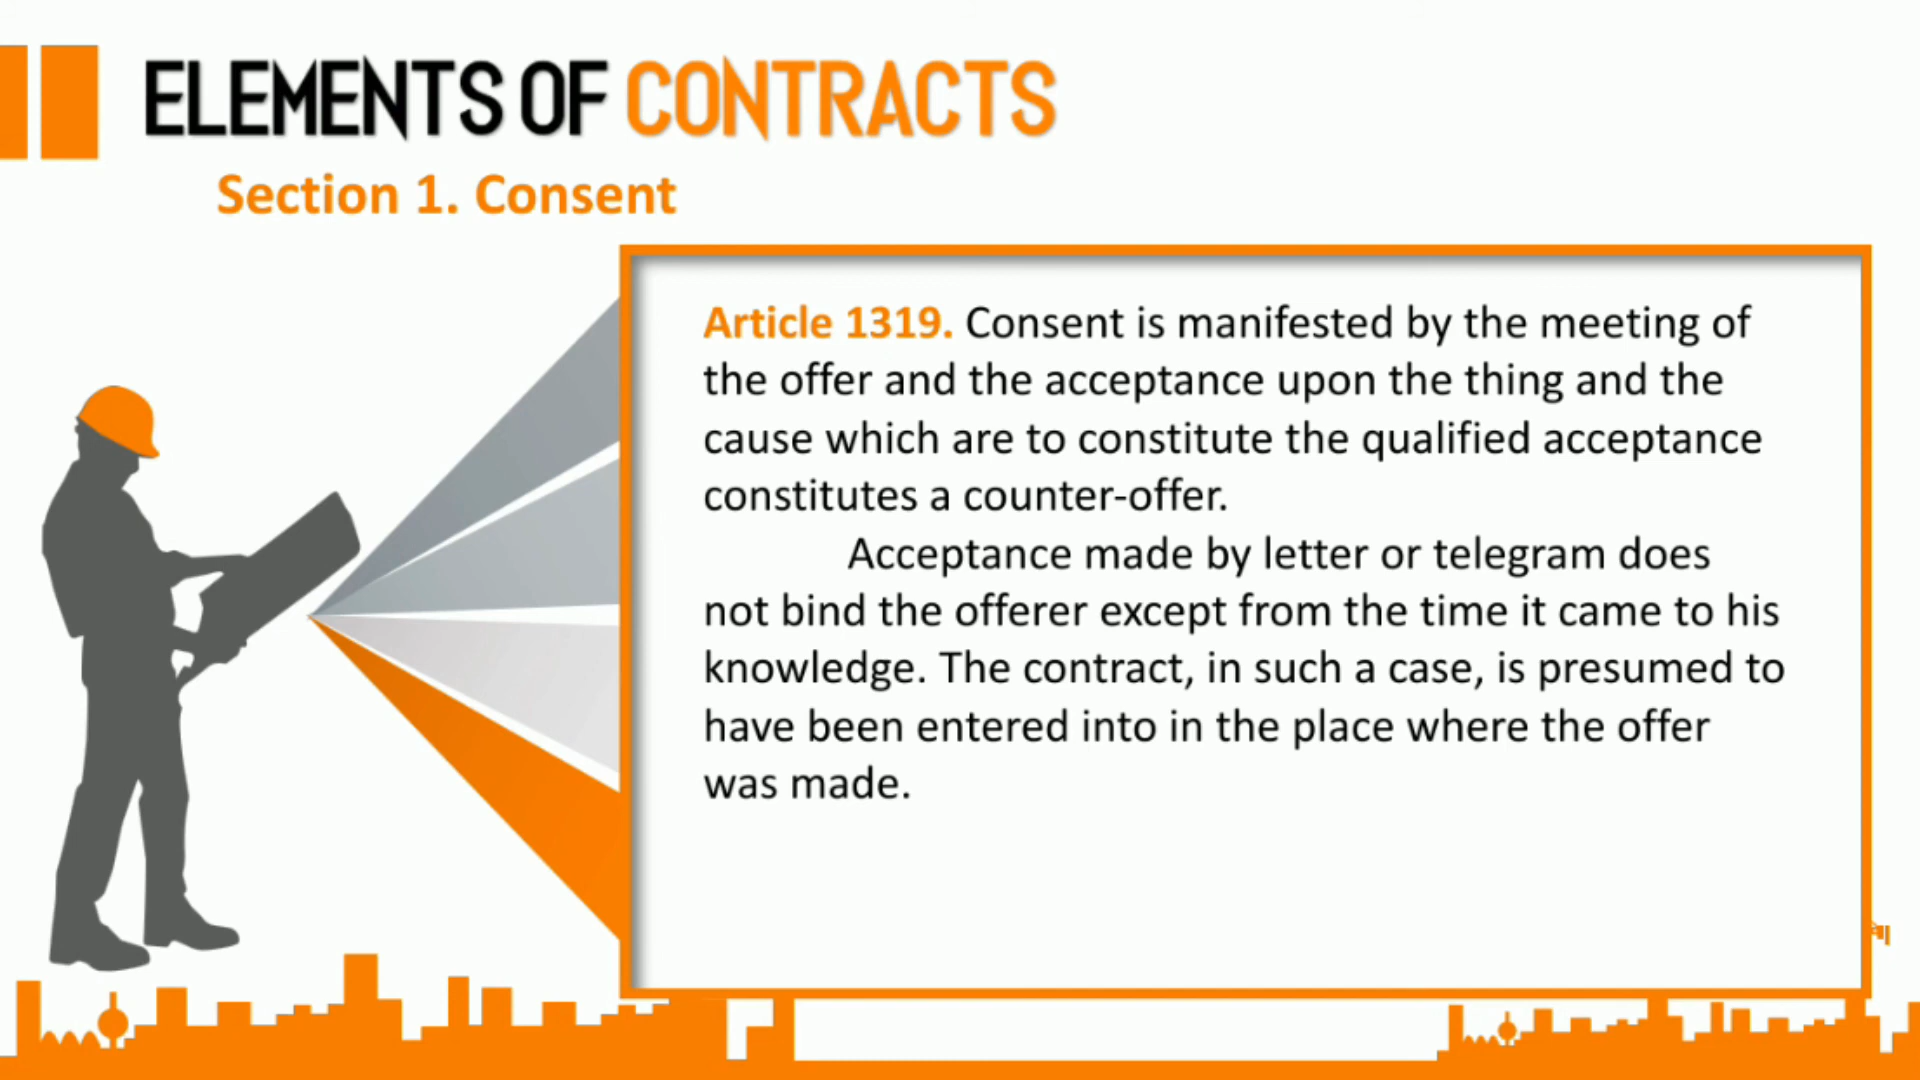 ELEMENTS OF CONTRACTS
Section 1. Consent
Article 1319. Consent is manifested by the meeting of
the offer and the acceptance upon the thing and the
cause which are to constitute the qualified acceptance
constitutes a counter-offer.
Acceptance made by letter or telegram does
not bind the offerer except from the time it came to his
knowledge. The contract, in such a case, is presumed to
have been entered into in the place where the offer
was made.